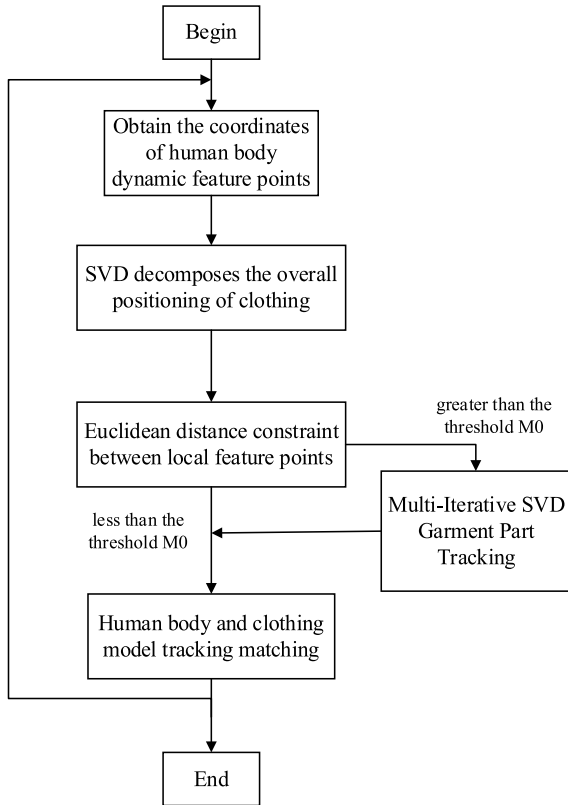 Begin
Obtain the coordinates
of human body
dynamic feature points
SVD decomposes the overall
positioning of clothing
Euclidean distance constraint
between local feature points
greater than the
threshold M0
Multi-Iterative SVD
Garment Part
Tracking
less than the
threshold M0
Human body and clothing
model tracking matching
End